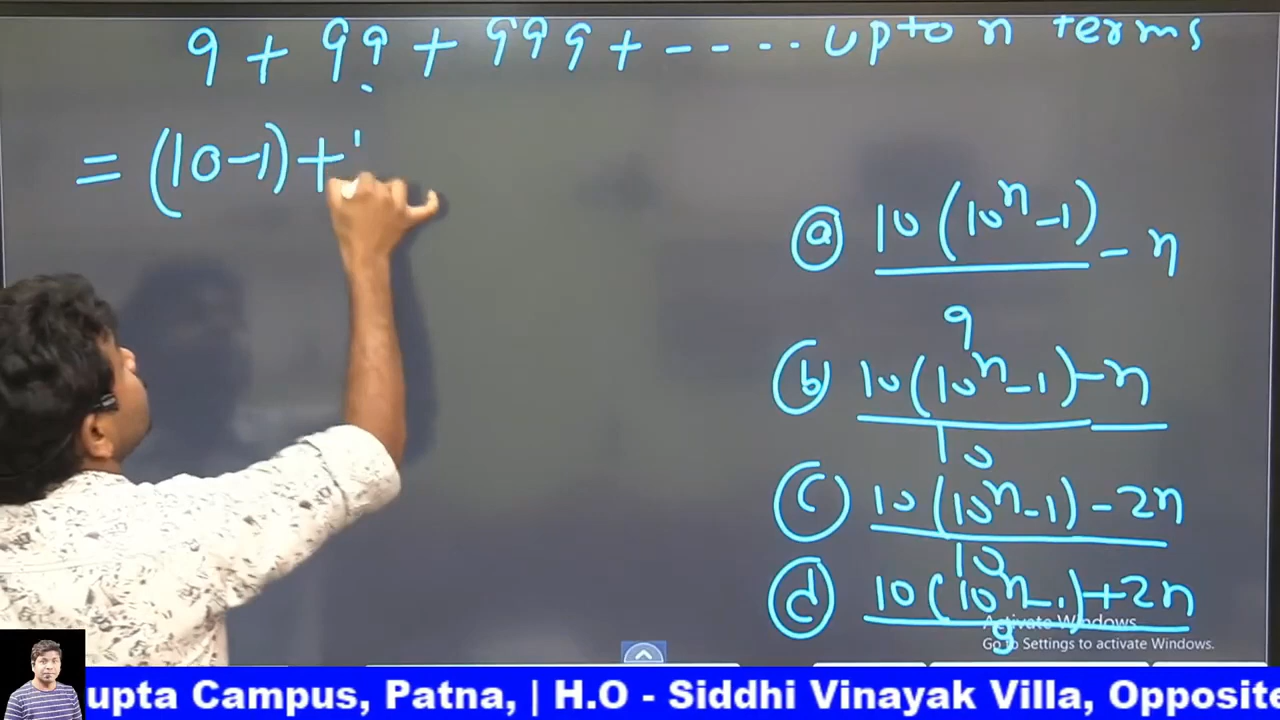 9 + 99 + 999 + - - - - upto n terms
= (10-1) + 1
(a) 10(10ⁿ-1) - n
9
(b) 10(10ⁿ-1)-n
10
(c) 10(10ⁿ-1) - 2n
10
(d) 10(10ⁿ-1)+2n
9
Activate Windows
Go to Settings to activate Windows.
upta Campus, Patna, | H.O - Siddhi Vinayak Villa, Opposite